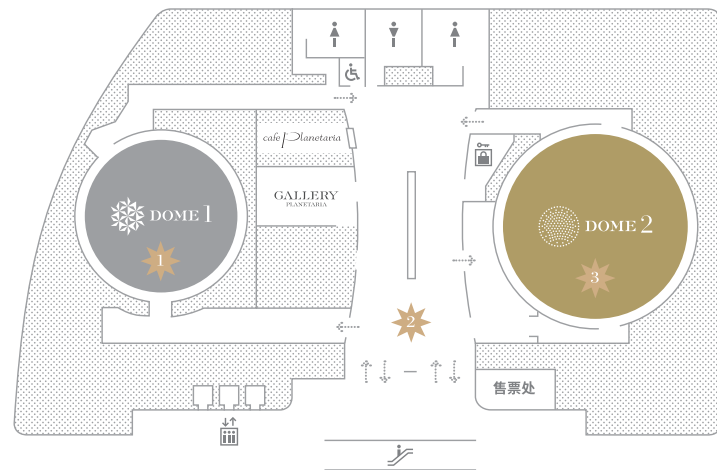 cafe Planetaria
GALLERY
PLANETARIA
DOME 1
DOME 2
1
3
2
售票处